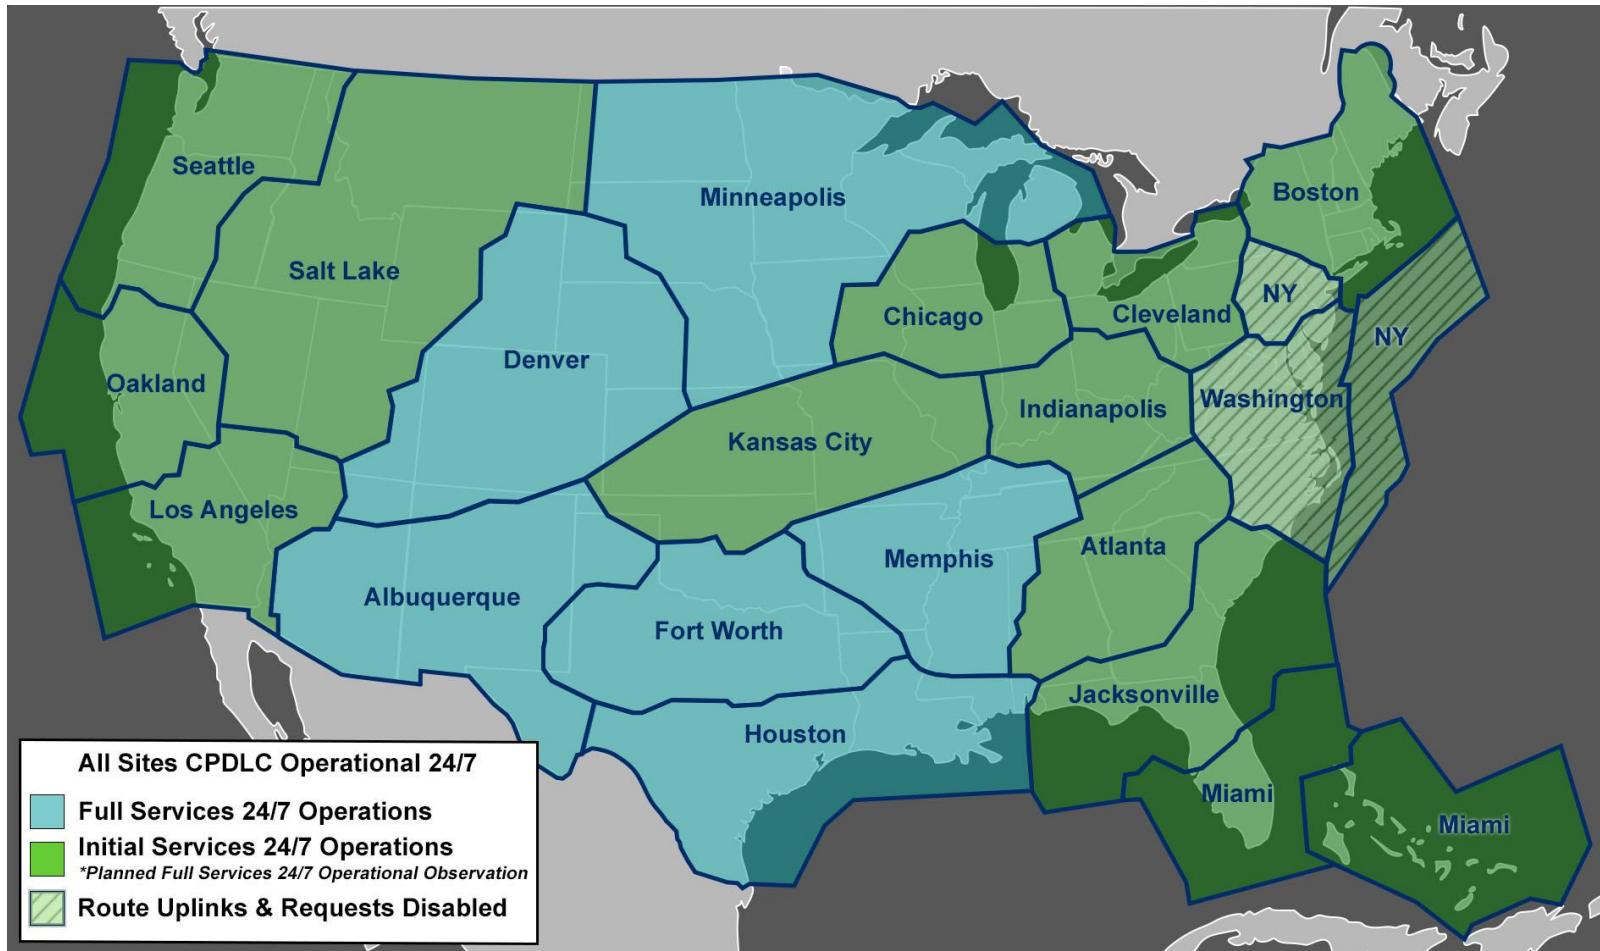 Seattle
Minneapolis
Boston
Salt Lake
NY
Chicago
Cleveland
NY
Denver
Oakland
Washington
Indianapolis
Kansas City
Los Angeles
Atlanta
Memphis
Albuquerque
Fort Worth
Jacksonville
Houston
Miami
Miami
All Sites CPDLC Operational 24/7
Full Services 24/7 Operations
Initial Services 24/7 Operations
*Planned Full Services 24/7 Operational Observation
Route Uplinks & Requests Disabled